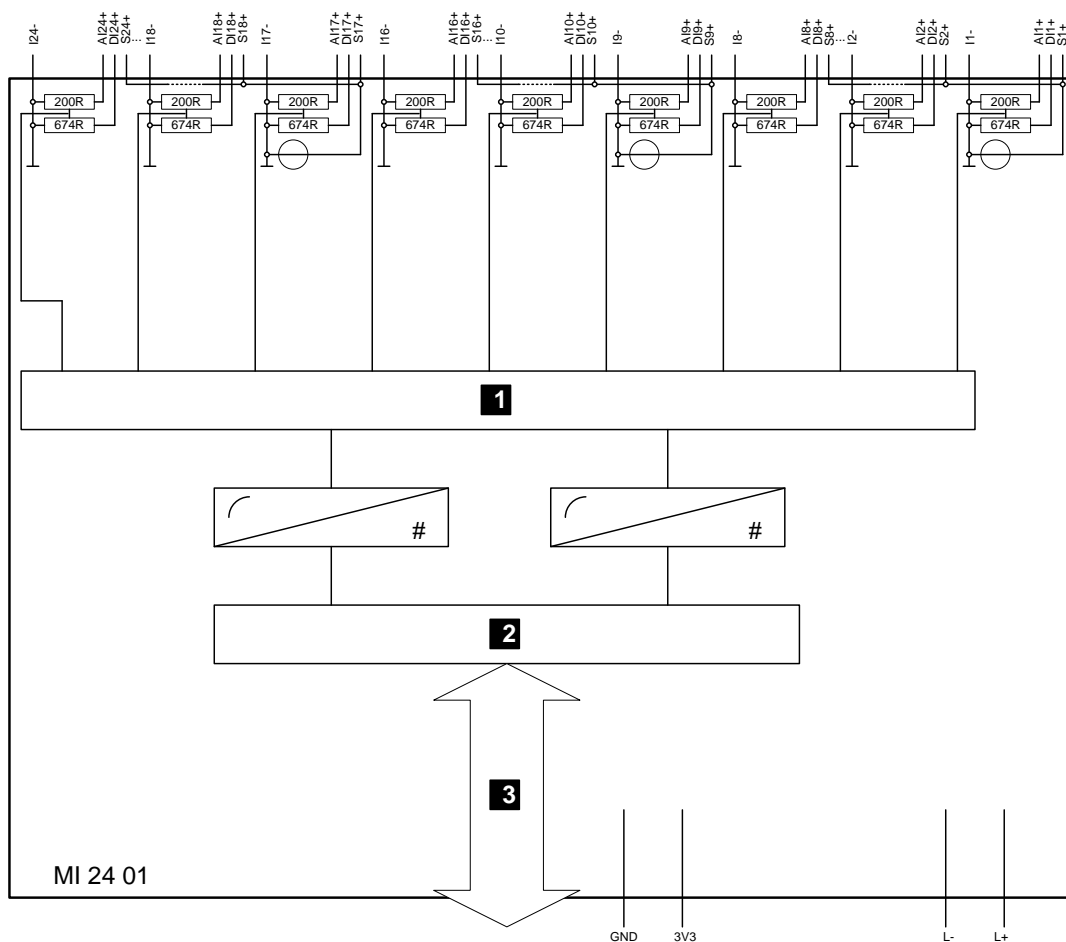 I24- AI24+ DI24+ S24+ ... I18- AI18+ DI18+ S18+ I17- AI17+ DI17+ S17+ I16- AI16+ DI16+ S16+ ... I10- AI10+ DI10+ S10+ I9- AI9+ DI9+ S9+ I8- AI8+ DI8+ S8+ ... I2- AI2+ DI2+ S2+ I1- AI1+ DI1+ S1+
200R 200R 200R 200R 200R 200R 200R 200R 200R
674R 674R 674R 674R 674R 674R 674R 674R 674R
1
# #
2
3
MI 24 01
GND 3V3 L- L+